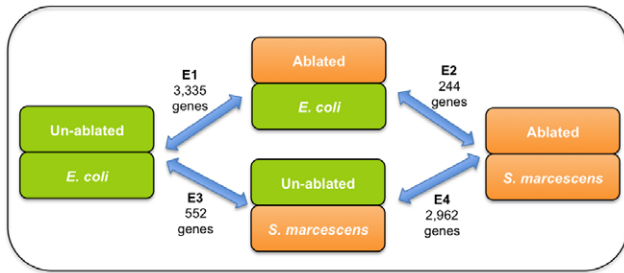 Un-ablated
E. coli
E1
3,335
genes
Ablated
E. coli
E2
244
genes
E3
552
genes
Un-ablated
S. marcescens
E4
2,962
genes
Ablated
S. marcescens